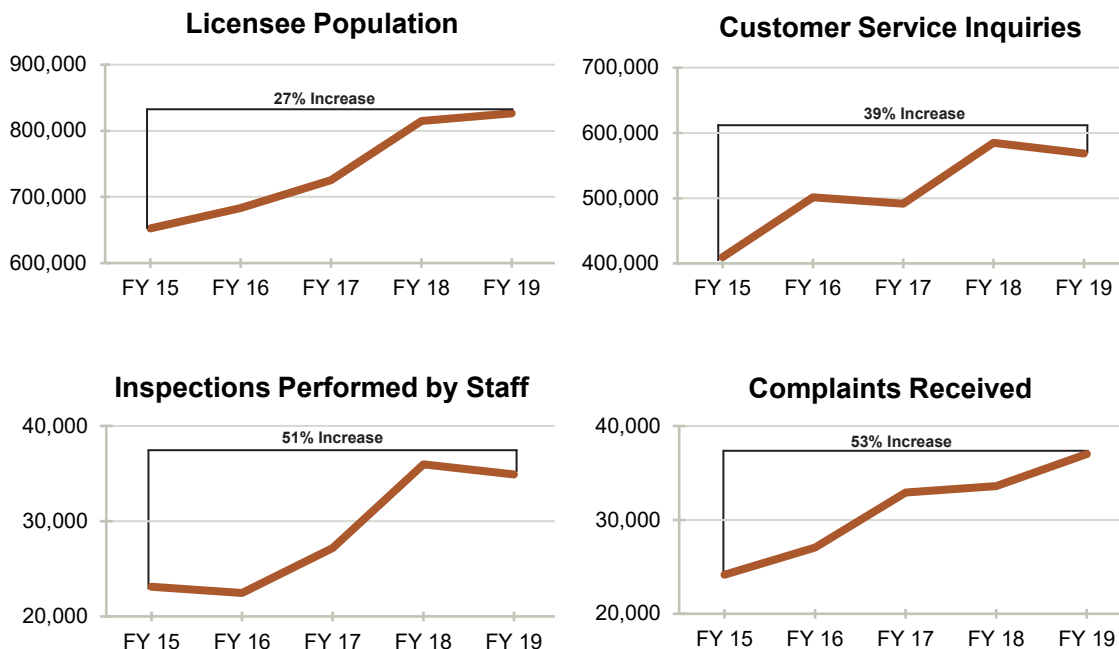 Licensee Population
900,000
27% Increase
800,000
700,000
600,000
FY 15 FY 16 FY 17 FY 18 FY 19
Customer Service Inquiries
700,000
39% Increase
600,000
500,000
400,000
FY 15 FY 16 FY 17 FY 18 FY 19
Inspections Performed by Staff
40,000
51% Increase
30,000
20,000
FY 15 FY 16 FY 17 FY 18 FY 19
Complaints Received
40,000
53% Increase
30,000
20,000
FY 15 FY 16 FY 17 FY 18 FY 19